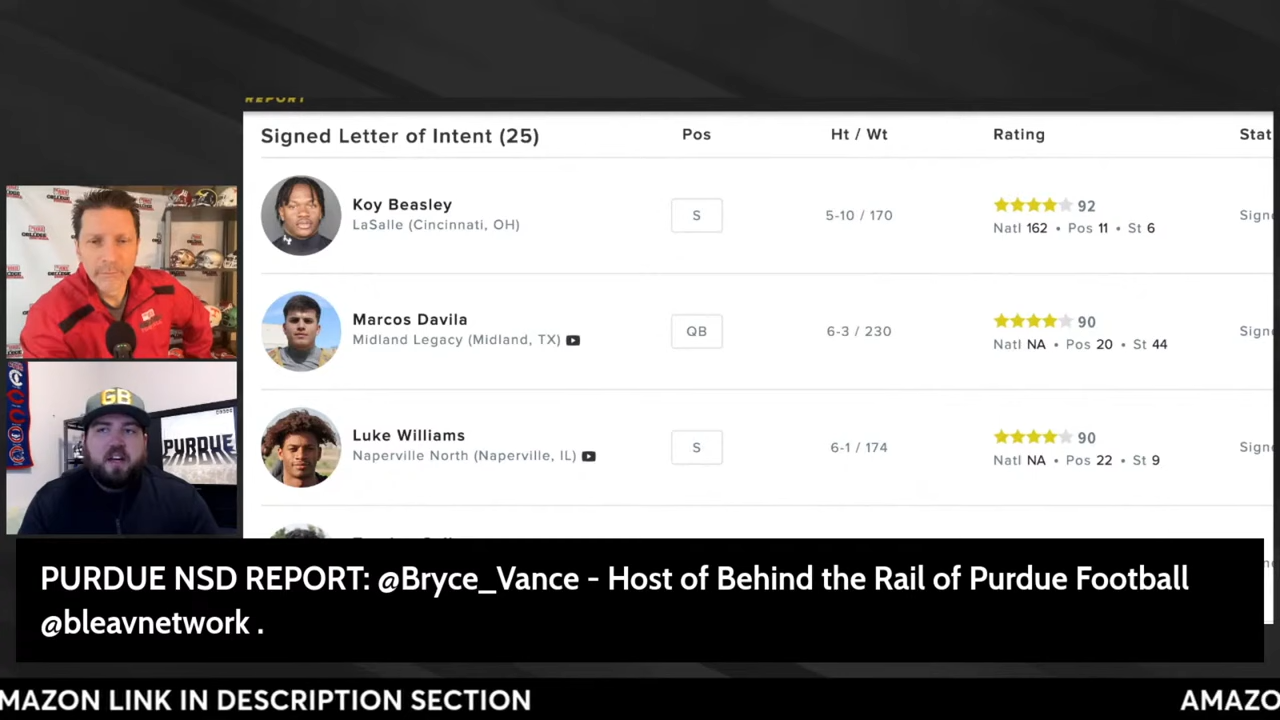 REPORT
Signed Letter of Intent (25) Pos Ht / Wt Rating Stat
Koy Beasley
LaSalle (Cincinnati, OH)
S
5-10 / 170
92
Natl 162 • Pos 11 • St 6
Signe
Marcos Davila
Midland Legacy (Midland, TX)
QB
6-3 / 230
90
Natl NA • Pos 20 • St 44
Signe
Luke Williams
Naperville North (Naperville, IL)
S
6-1 / 174
90
Natl NA • Pos 22 • St 9
Signe
GB
PURDUE
PURDUE NSD REPORT: @Bryce_Vance - Host of Behind the Rail of Purdue Football
@bleavnetwork .
MAZON LINK IN DESCRIPTION SECTION AMAZO